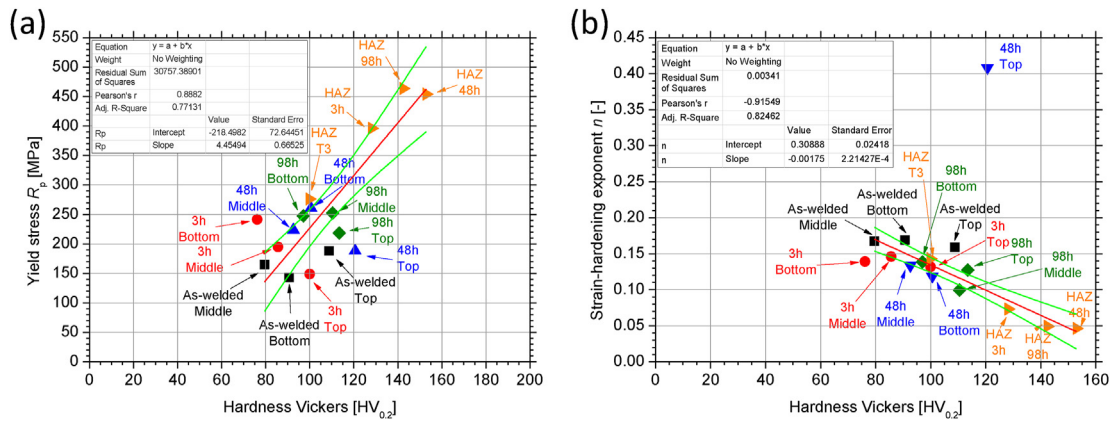 (a)
550
500
450
400
350
300
250
200
150
100
50
0
Yield stress Rp [MPa]
Equation y = a + b*x
Weight No Weighting
Residual Sum of Squares 30757.38901
Pearson's r 0.8882
Adj. R-Square 0.77131
Value Standard Erro
Rp Intercept -218.4982 72.64451
Rp Slope 4.45494 0.66525
HAZ
98h
HAZ
48h
HAZ
3h
HAZ
T3
98h
Bottom
48h
Bottom
48h
Middle
98h
Middle
3h
Bottom
98h
Top
3h
Middle
48h
Top
As-welded
Middle
As-welded
Top
3h
Top
As-welded
Bottom
0 20 40 60 80 100 120 140 160 180 200
Hardness Vickers [HV0.2]
(b)
0.45
0.40
0.35
0.30
0.25
0.20
0.15
0.10
0.05
0.00
Strain-hardening exponent n [-]
Equation y = a + b*x
Weight No Weighting
Residual Sum
of Squares
0.00341
Pearson's r -0.91549
Adj. R-Square 0.82462
Value Standard Error
n Intercept 0.30888 0.02418
n Slope -0.00175 2.21427E-4
48h
Top
HAZ
T3
98h
Bottom
As-welded
Bottom
As-welded
Middle
As-welded
Top
3h
Top
98h
Top
98h
Middle
3h
Bottom
3h
Middle
48h
Middle
48h
Bottom
HAZ
48h
HAZ
3h
HAZ
98h
0 20 40 60 80 100 120 140 160
Hardness Vickers [HV0.2]